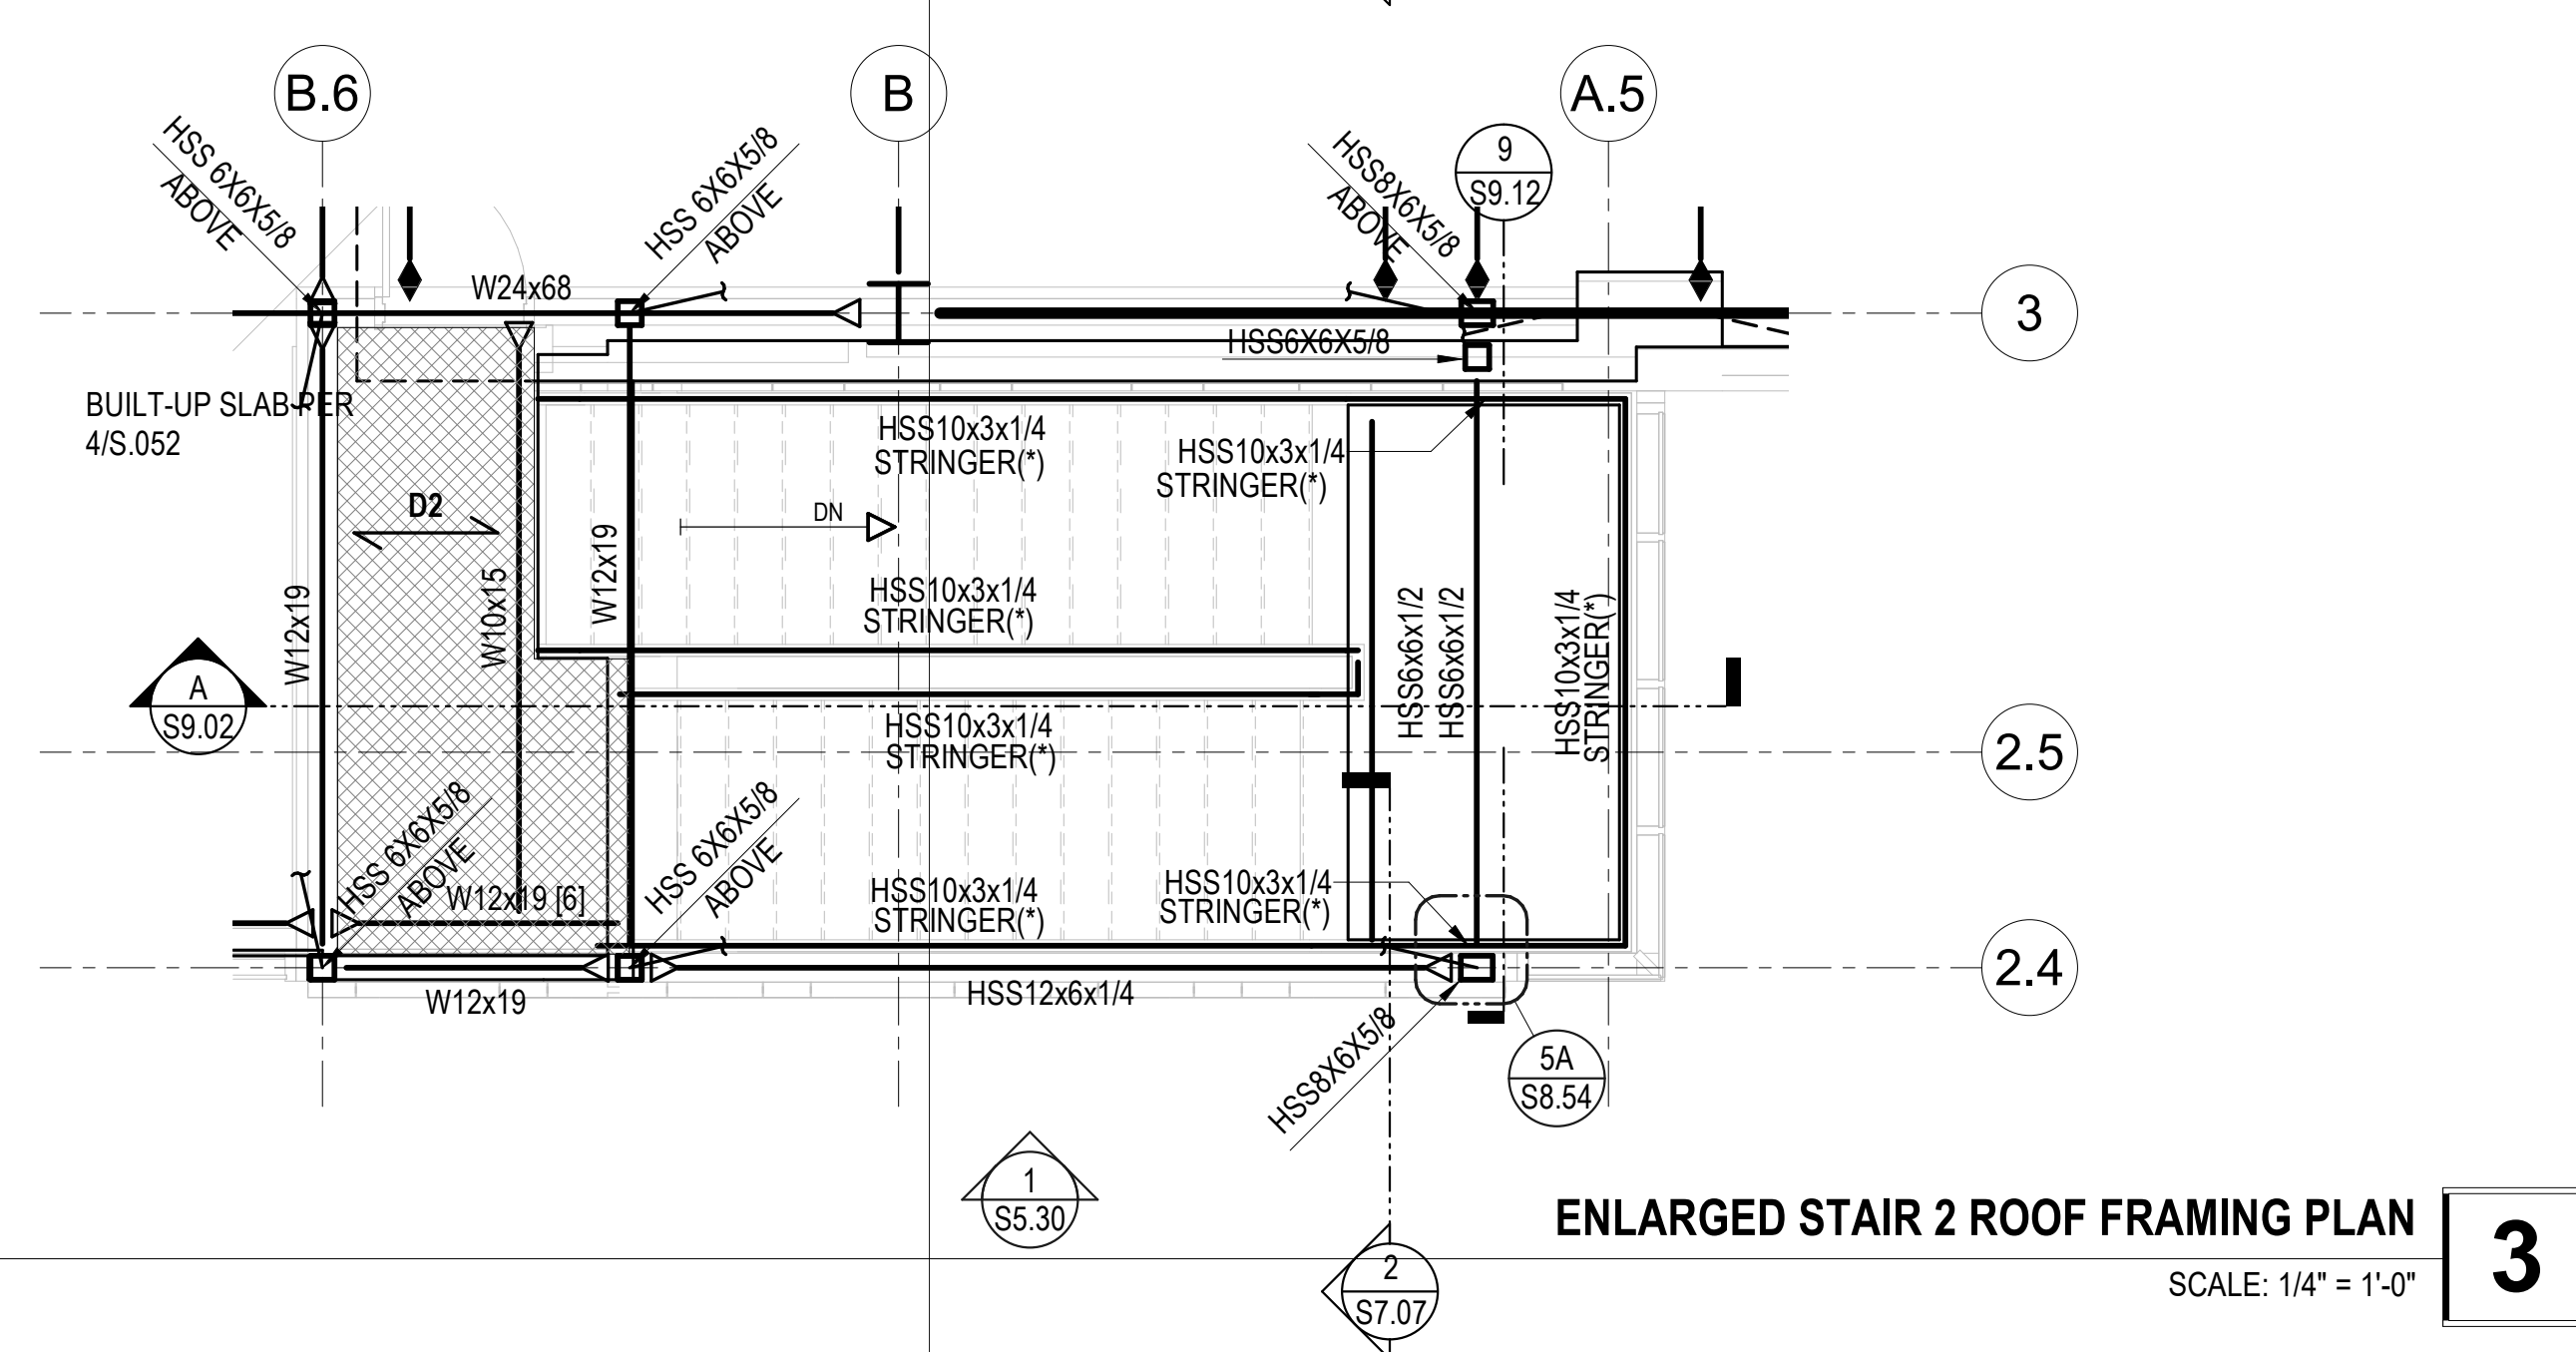 B.6
B
A.5
HSS 6X6X5/8
ABOVE
HSS 6X6X5/8
ABOVE
HSS8X6X5/8
ABOVE
9
S9.12
W24x68
3
HSS6X6X5/8
BUILT-UP SLAB PER
4/S.052
HSS10x3x1/4
STRINGER(*)
HSS10x3x1/4
STRINGER(*)
D2
DN
W12x19
W10x15
W12x19
HSS10x3x1/4
STRINGER(*)
HSS6x6x1/2
HSS6x6x1/2
HSS10x3x1/4
STRINGER(*)
A
S9.02
HSS10x3x1/4
STRINGER(*)
2.5
HSS 6X6X5/8
ABOVE
HSS 6X6X5/8
ABOVE
W12x19 [6]
HSS10x3x1/4
STRINGER(*)
HSS10x3x1/4
STRINGER(*)
2.4
W12x19
HSS12x6x1/4
HSS8X6X5/8
5A
S8.54
1
S5.30
ENLARGED STAIR 2 ROOF FRAMING PLAN
3
SCALE: 1/4" = 1'-0"
2
S7.07